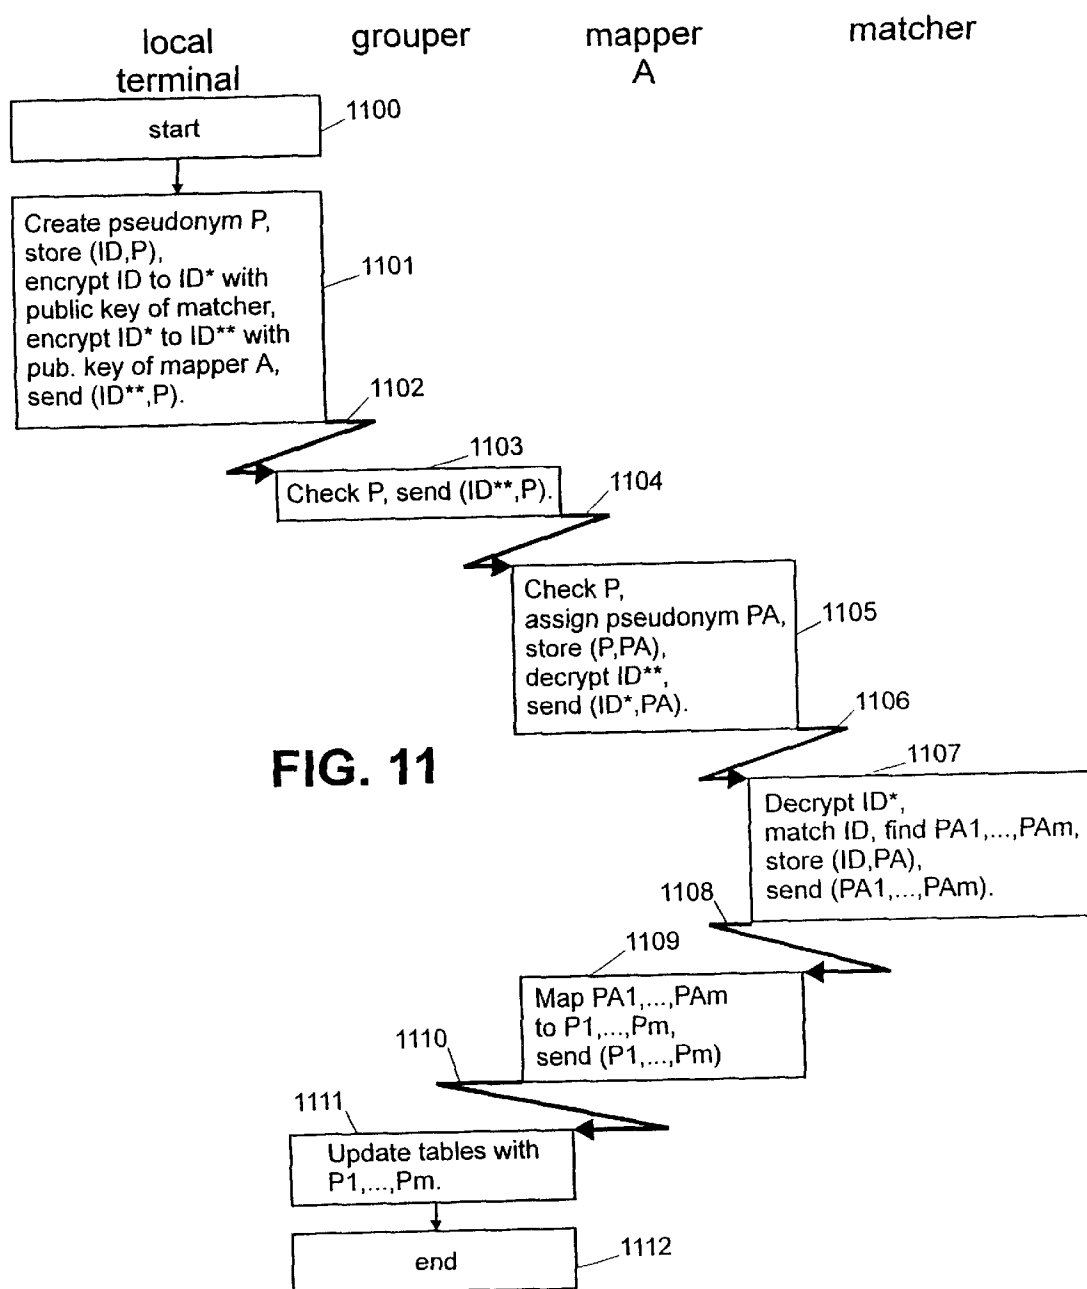 local
terminal
grouper
mapper
A
matcher
1100
start
Create pseudonym P,
store (ID,P),
encrypt ID to ID* with
public key of matcher,
encrypt ID* to ID** with
pub. key of mapper A,
send (ID**,P).
1101
1102
1103
Check P, send (ID**,P).
1104
Check P,
assign pseudonym PA,
store (P,PA),
decrypt ID**,
send (ID*,PA).
1105
1106
FIG. 11
1107
Decrypt ID*,
match ID, find PA1,...,PAm,
store (ID,PA),
send (PA1,...,PAm).
1108
1109
Map PA1,...,PAm
to P1,...,Pm,
send (P1,...,Pm)
1110
1111
Update tables with
P1,...,Pm.
end
1112